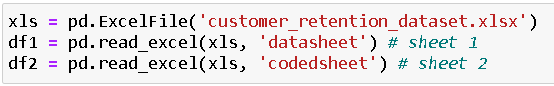 xls = pd.ExcelFile('customer_retention_dataset.xlsx')
df1 = pd.read_excel(xls, 'datasheet') # sheet 1
df2 = pd.read_excel(xls, 'codedsheet') # sheet 2